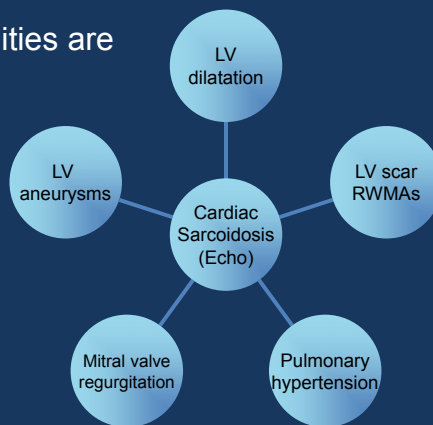 ities are
LV
dilatation
LV
aneurysms
LV scar
RWMAs
Cardiac
Sarcoidosis
(Echo)
Mitral valve
regurgitation
Pulmonary
hypertension